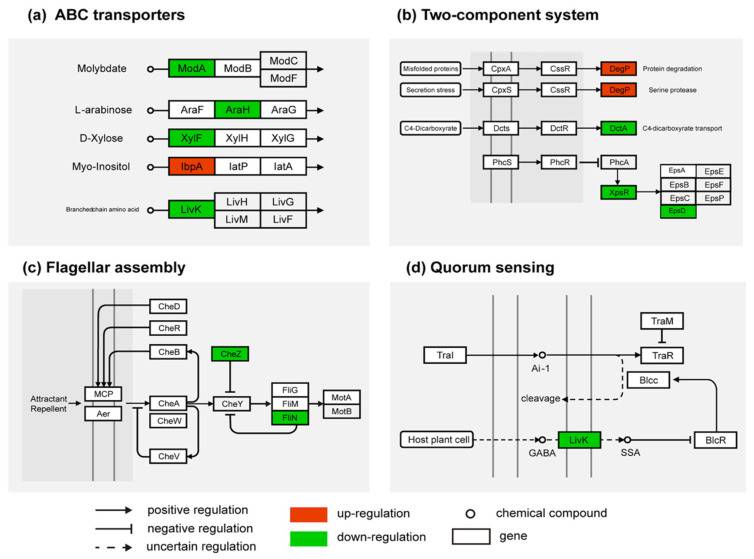 (a) ABC transporters
Molybdate
ModA
ModB
ModC
ModF
L-arabinose
AraF
AraH
AraG
D-Xylose
XylF
XylH
XylG
Myo-Inositol
IbpA
IatP
IatA
Branchedchain amino acid
LivK
LivH
LivG
LivM
LivF
(b) Two-component system
Misfolded proteins
CpxA
CssR
DegP
Protein degradation
Secretion stress
CpxS
CssR
DegP
Serine protease
C4-Dicarboxyrate
Dcts
DctR
DctA
C4-dicarboxyrate transport
PhcS
PhcR
PhcA
XpsR
EpsA
EpsE
EpsB
EpsF
EpsC
EpsP
EpsD
(c) Flagellar assembly
CheD
CheR
CheB
CheZ
Attractant
Repellent
MCP
Aer
CheA
CheW
CheV
CheY
FliG
FliM
FliN
MotA
MotB
(d) Quorum sensing
TraM
TraI
Ai-1
TraR
Blcc
cleavage
Host plant cell
GABA
LivK
SSA
BlcR
positive regulation
negative regulation
uncertain regulation
up-regulation
down-regulation
chemical compound
gene